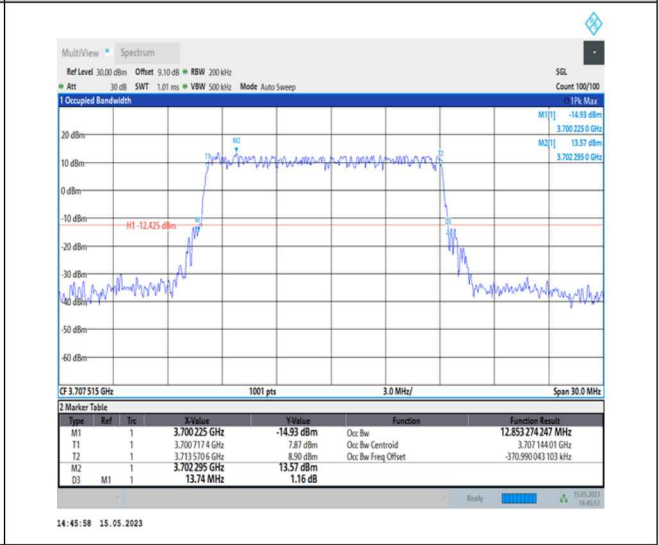 MultiView Spectrum
Ref Level 30.00 dBm Offset 9.10 dB RBW 200 kHz SGL
Att 30 dB SWT 1.01 ms VBW 500 kHz Mode Auto Sweep Count 100/100
1 Occupied Bandwidth 1Pk Max
M1[1] -14.93 dBm
3.700 225 0 GHz
M2[1] 13.57 dBm
3.702 295 0 GHz
20 dBm
M2
T1
T2
10 dBm
0 dBm
-10 dBm
M1
D3
H1 -12.425 dBm
-20 dBm
-30 dBm
-40 dBm
-50 dBm
-60 dBm
CF 3.707 515 GHz 1001 pts 3.0 MHz/ Span 30.0 MHz
2 Marker Table
Type Ref Trc X-Value Y-Value Function Function Result
M1 1 3.700 225 GHz -14.93 dBm Occ Bw 12.853 274 247 MHz
T1 1 3.700 717 4 GHz 7.87 dBm Occ Bw Centroid 3.707 144 01 GHz
T2 1 3.713 570 6 GHz 8.90 dBm Occ Bw Freq Offset -370.990 043 103 kHz
M2 1 3.702 295 GHz 13.57 dBm
D3 M1 1 13.74 MHz 1.16 dB
Ready 15.05.2023
14:45:57
14:45:58 15.05.2023